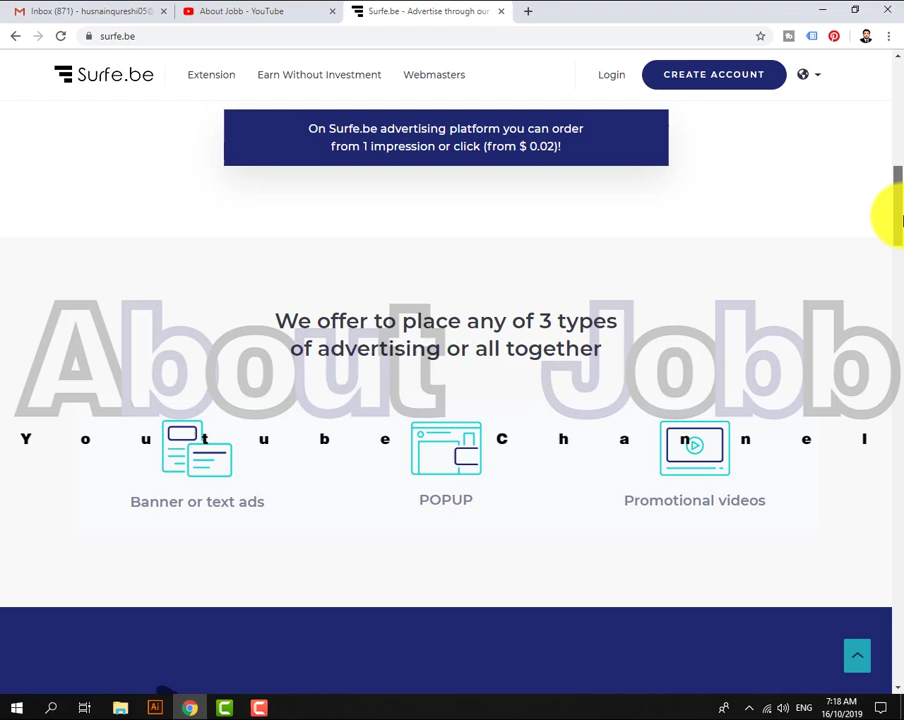 Inbox (871) - husnainqureshi05@
About Jobb - YouTube
Surfe.be - Advertise through our
surfe.be
Surfe.be
Extension
Earn Without Investment
Webmasters
Login
CREATE ACCOUNT
On Surfe.be advertising platform you can order
from 1 impression or click (from $ 0.02)!
We offer to place any of 3 types
of advertising or all together
About Jobb
Youtube Channel
Banner or text ads
POPUP
Promotional videos
Ai
ENG
7:18 AM
16/10/2019